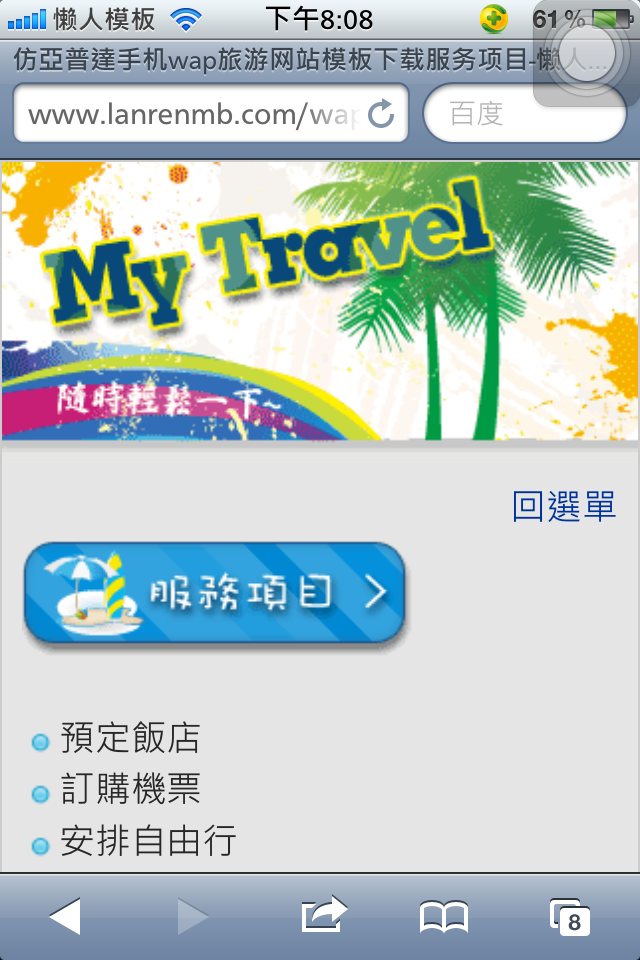 懒人模板 下午8:08 61%
仿亞普達手机wap旅游网站模板下载服务项目-懒人...
www.lanrenmb.com/wap 百度
My Travel
隨時輕鬆一下~
回選單
服務項目
預定飯店
訂購機票
安排自由行
8